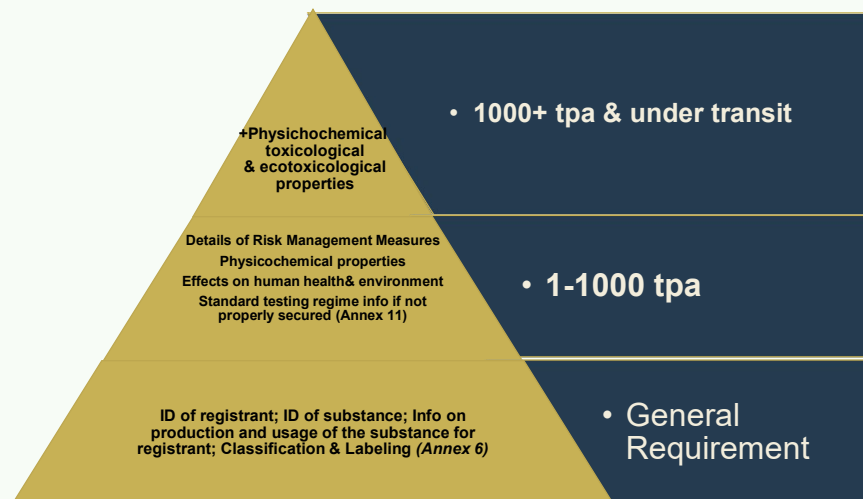 +Physichochemical
toxicological
& ecotoxicological
properties
• 1000+ tpa & under transit
Details of Risk Management Measures
Physicochemical properties
Effects on human health& environment
Standard testing regime info if not
properly secured (Annex 11)
• 1-1000 tpa
ID of registrant; ID of substance; Info on
production and usage of the substance for
registrant; Classification & Labeling (Annex 6)
• General
Requirement